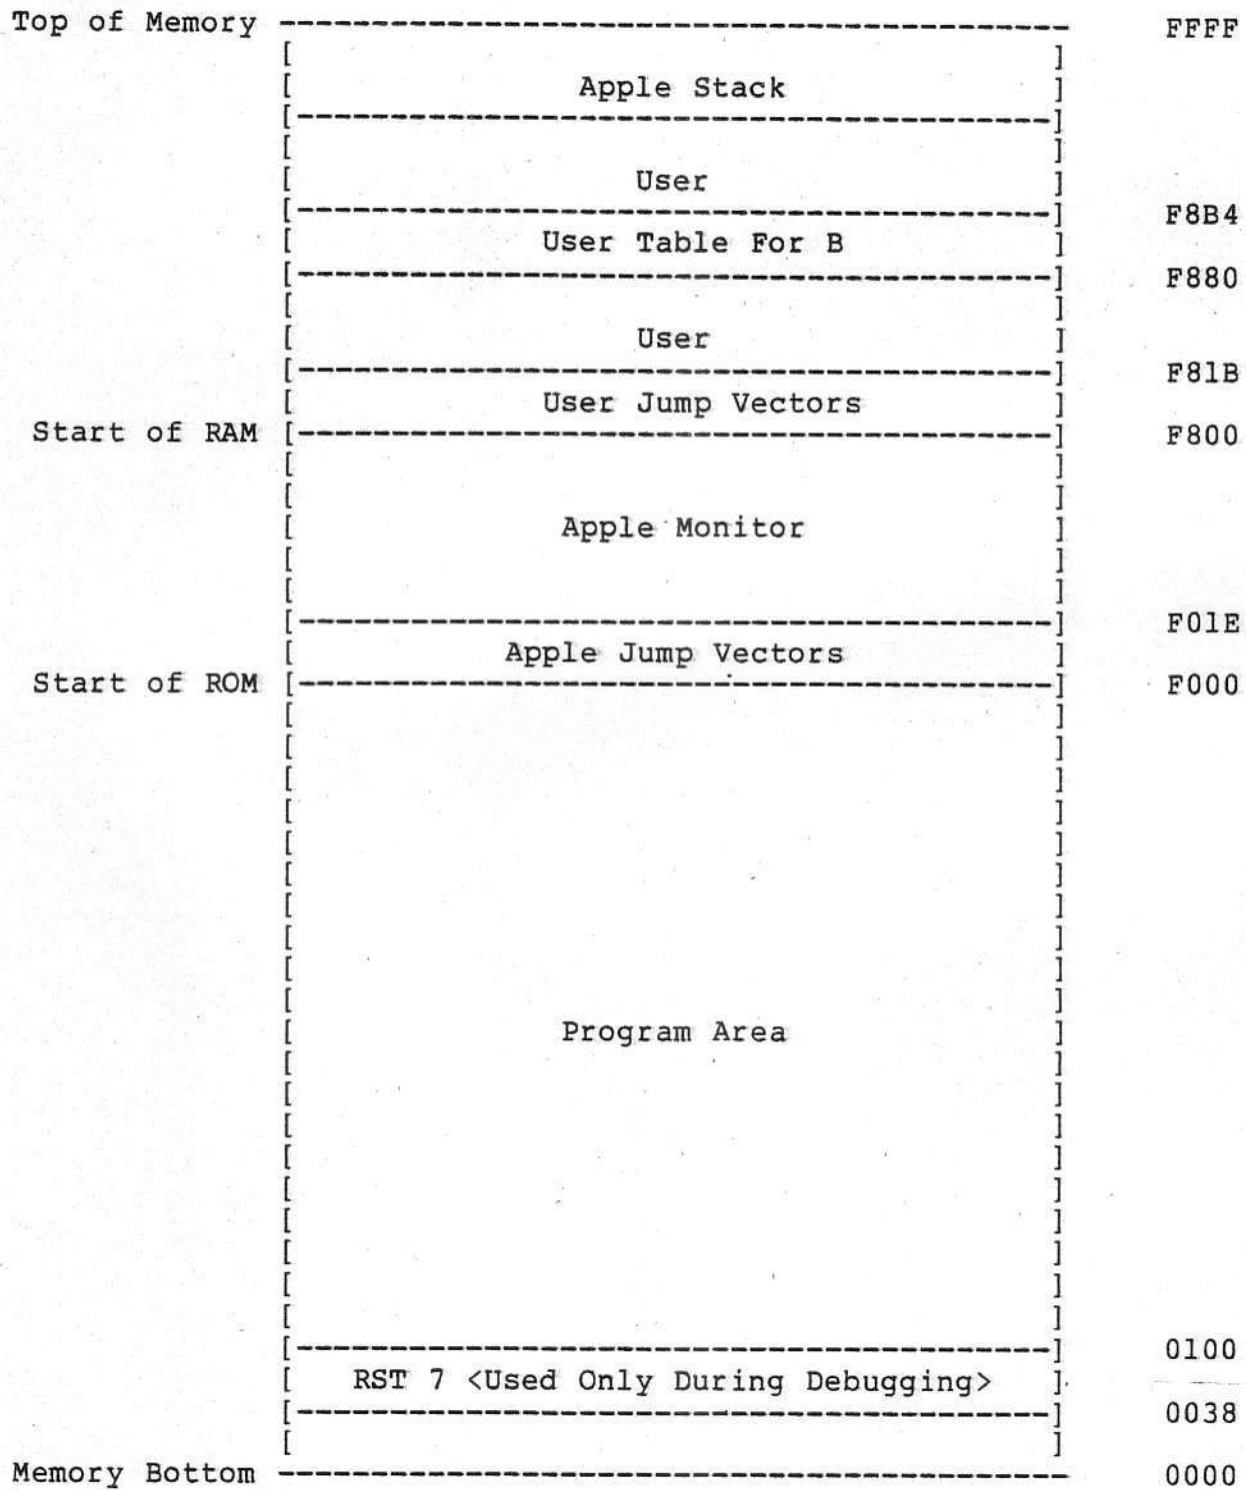 Top of Memory ------------------------------------------ FFFF
[ ]
[ Apple Stack ]
[----------------------------------------]
[ ]
[ User ]
[----------------------------------------] F8B4
[ User Table For B ]
[----------------------------------------] F880
[ ]
[ User ]
[----------------------------------------] F81B
[ User Jump Vectors ]
Start of RAM [----------------------------------------] F800
[ ]
[ ]
[ Apple Monitor ]
[ ]
[ ]
[----------------------------------------] F01E
[ Apple Jump Vectors ]
Start of ROM [----------------------------------------] F000
[ ]
[ ]
[ ]
[ ]
[ ]
[ ]
[ ]
[ ]
[ ]
[ ]
[ Program Area ]
[ ]
[ ]
[ ]
[ ]
[ ]
[ ]
[ ]
[ ]
[ ]
[----------------------------------------] 0100
[ RST 7 <Used Only During Debugging> ]
[----------------------------------------] 0038
[ ]
Memory Bottom ------------------------------------------ 0000